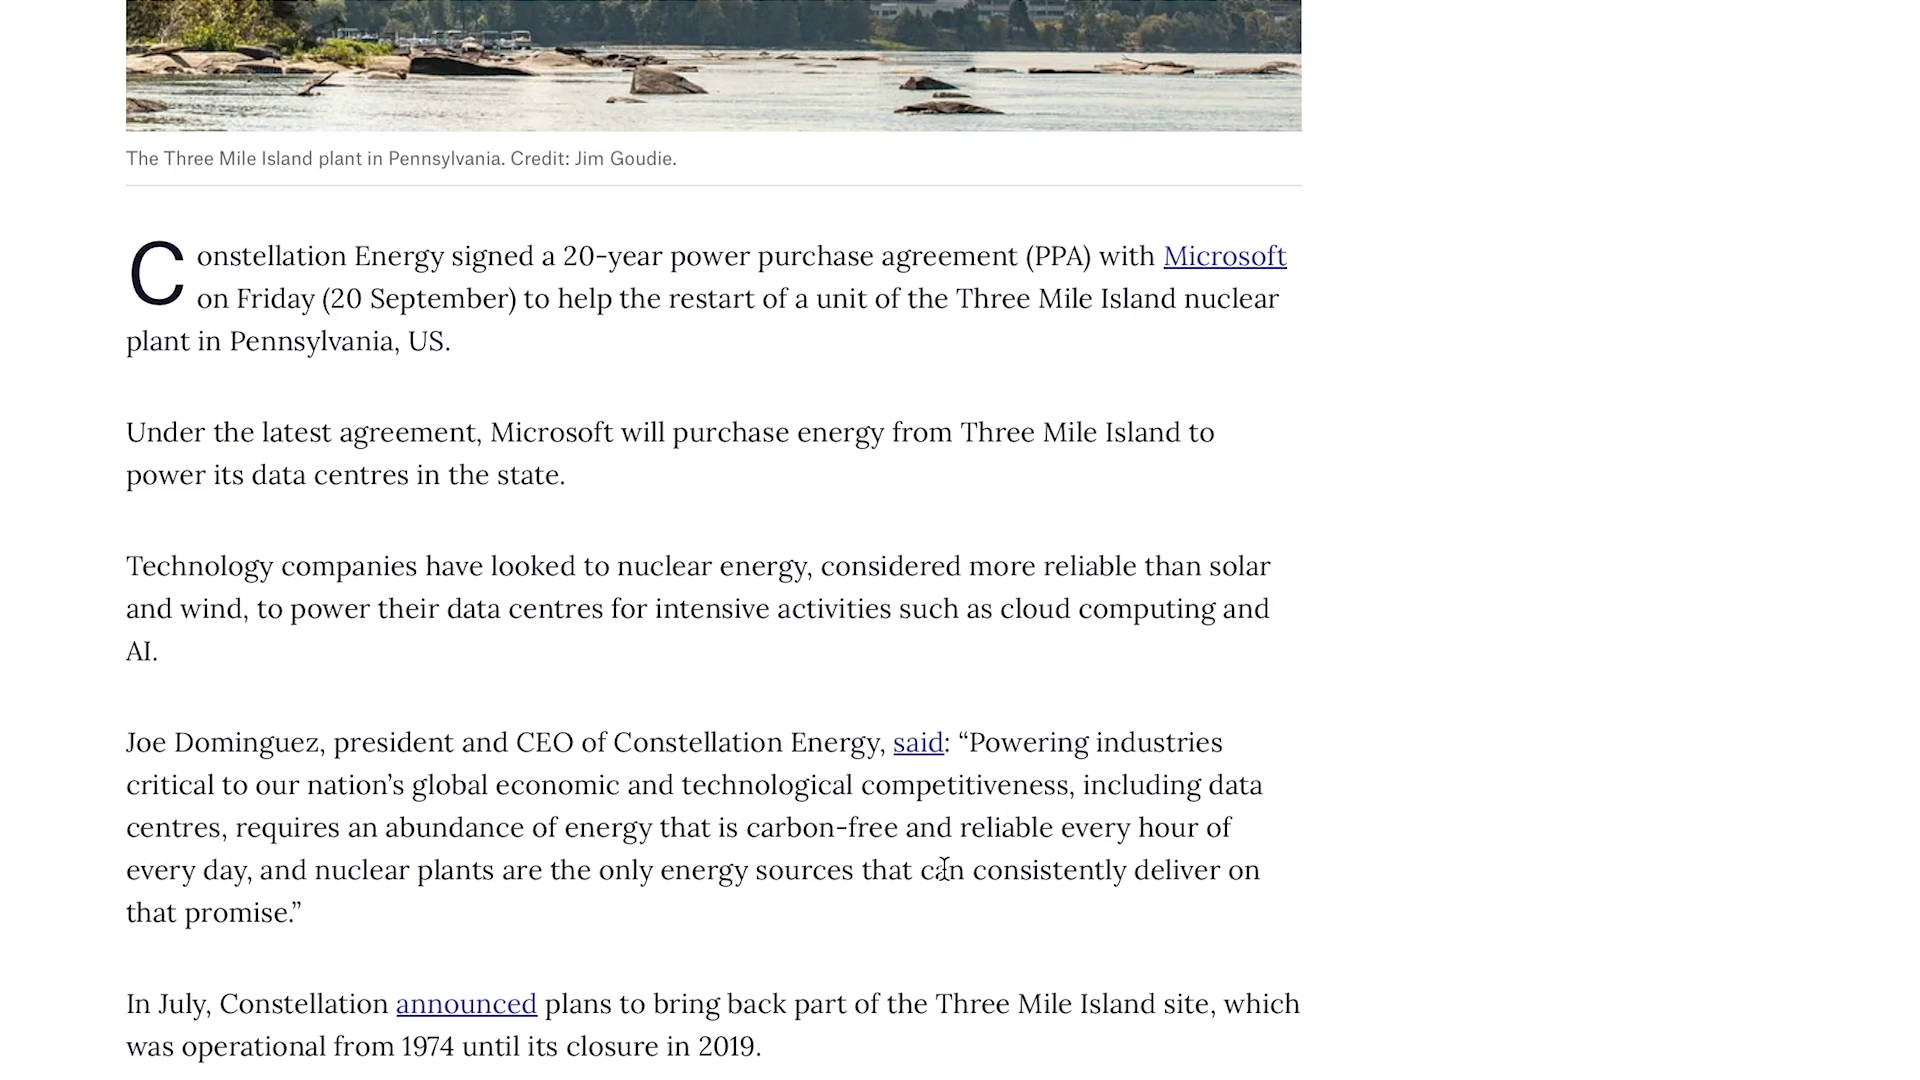 The Three Mile Island plant in Pennsylvania. Credit: Jim Goudie.
Constellation Energy signed a 20-year power purchase agreement (PPA) with Microsoft
on Friday (20 September) to help the restart of a unit of the Three Mile Island nuclear
plant in Pennsylvania, US.
Under the latest agreement, Microsoft will purchase energy from Three Mile Island to
power its data centres in the state.
Technology companies have looked to nuclear energy, considered more reliable than solar
and wind, to power their data centres for intensive activities such as cloud computing and
AI.
Joe Dominguez, president and CEO of Constellation Energy, said: “Powering industries
critical to our nation’s global economic and technological competitiveness, including data
centres, requires an abundance of energy that is carbon-free and reliable every hour of
every day, and nuclear plants are the only energy sources that can consistently deliver on
that promise.”
In July, Constellation announced plans to bring back part of the Three Mile Island site, which
was operational from 1974 until its closure in 2019.